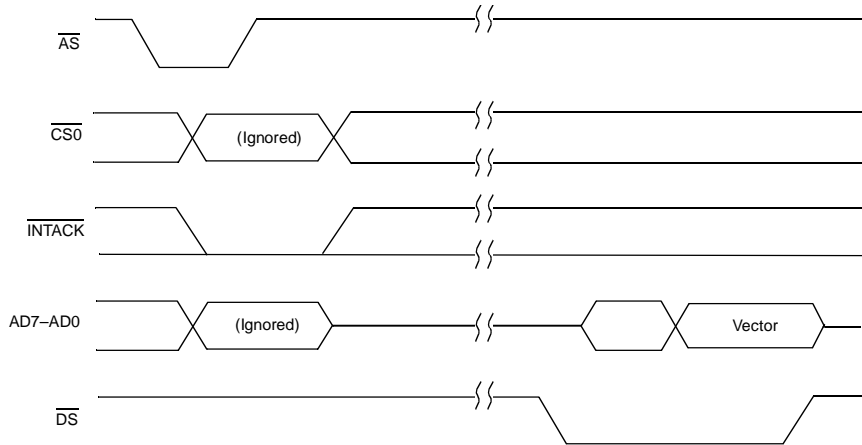 AS
CS0
(Ignored)
INTACK
AD7–AD0
(Ignored)
Vector
DS